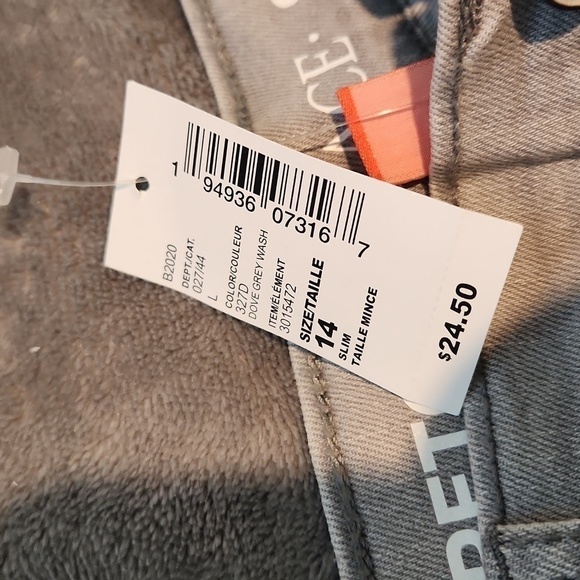 1 94936 07316 7
B2020
DEPT/CAT.
027/44
L
COLOR/COULEUR
327D
DOVE GREY WASH
ITEM/ÉLÉMENT
3015472
SIZE/TAILLE
14
SLIM
TAILLE MINCE
$24.50